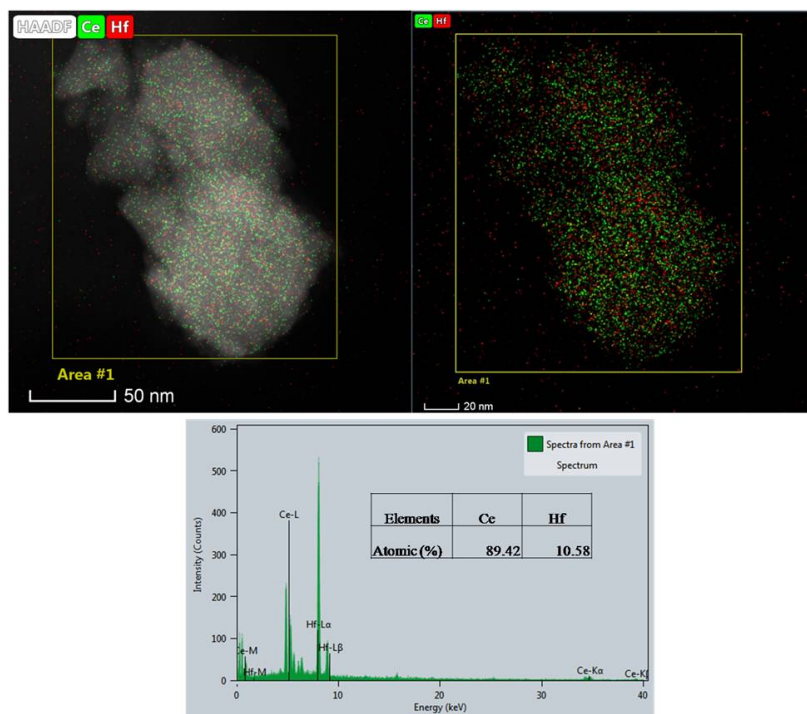 HAADF Ce Hf
Area #1
50 nm
Ce Hf
Area #1
20 nm
600
500
400
300
200
100
0
Intensity (Counts)
Spectra from Area #1
Spectrum
Elements Ce Hf
Atomic (%) 89.42 10.58
Ce-L
Hf-Lα
Hf-Lβ
Ce-M
Hf-M
Ce-Kα
Ce-Kβ
0 10 20 30 40
Energy (keV)